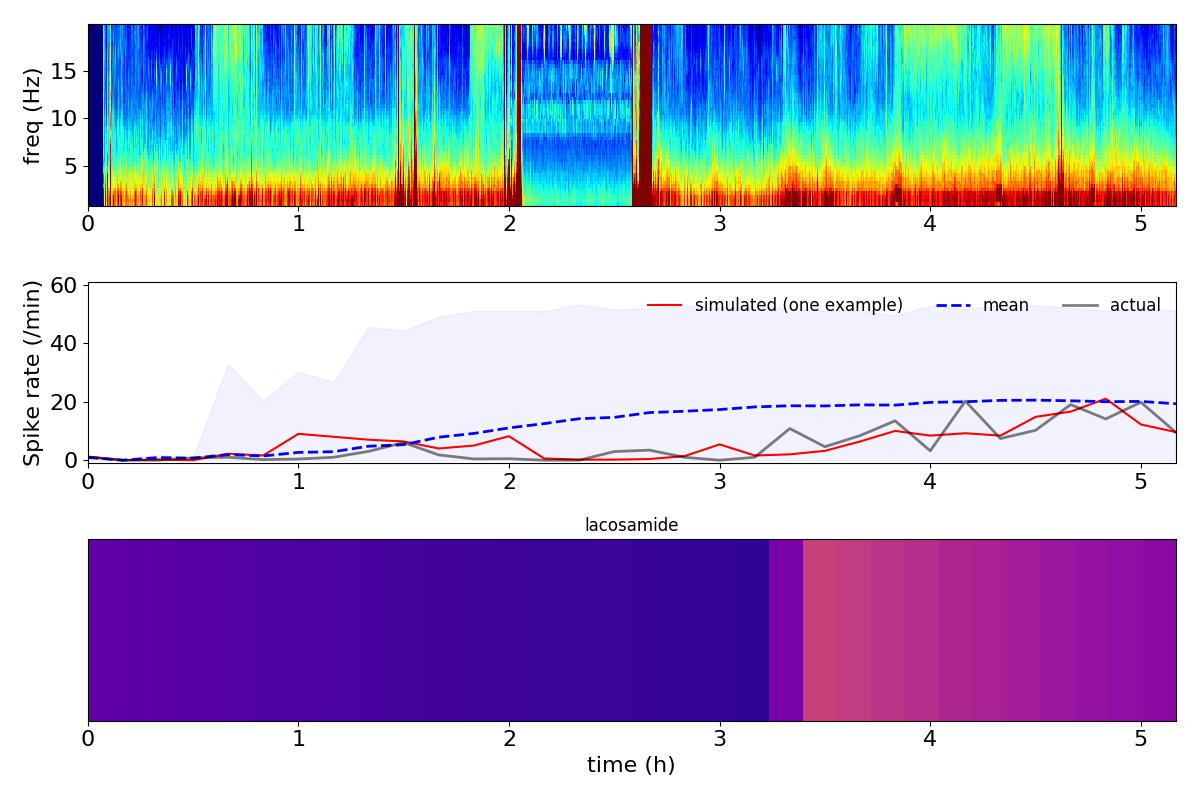 freq (Hz)
15
10
5
0 1 2 3 4 5
Spike rate (/min)
60
40
20
0
simulated (one example) mean actual
0 1 2 3 4 5
lacosamide
0 1 2 3 4 5
time (h)